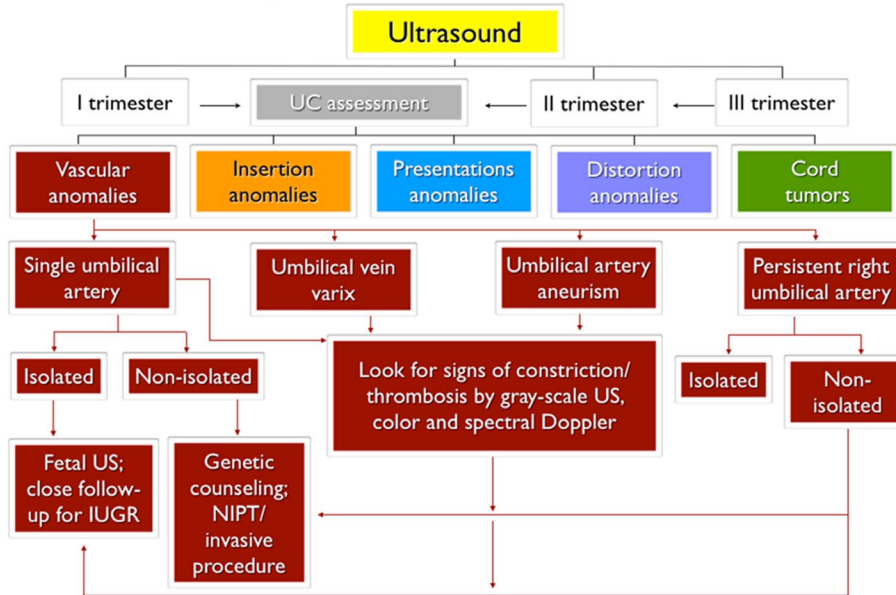 Ultrasound
I trimester
UC assessment
II trimester
III trimester
Vascular
anomalies
Insertion
anomalies
Presentations
anomalies
Distortion
anomalies
Cord
tumors
Single umbilical
artery
Umbilical vein
varix
Umbilical artery
aneurism
Persistent right
umbilical artery
Isolated
Non-isolated
Look for signs of constriction/
thrombosis by gray-scale US,
color and spectral Doppler
Isolated
Non-
isolated
Fetal US;
close follow-
up for IUGR
Genetic
counseling;
NIPT/
invasive
procedure